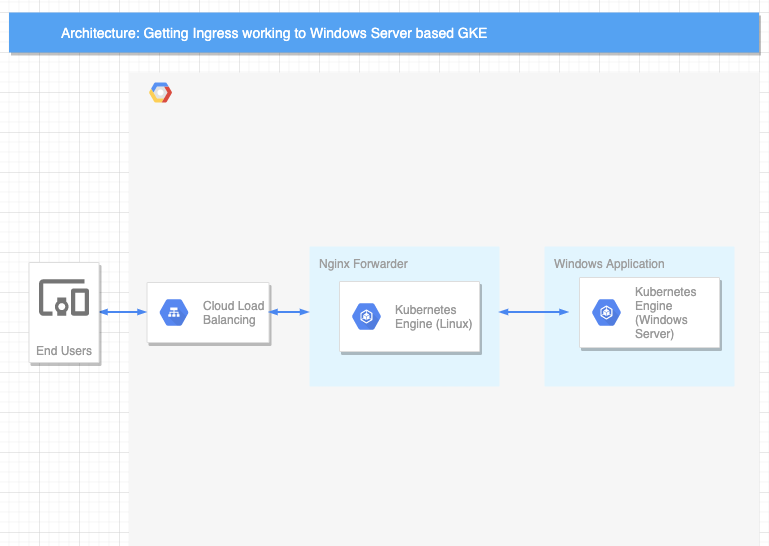 Architecture: Getting Ingress working to Windows Server based GKE
End Users
Cloud Load
Balancing
Nginx Forwarder
Kubernetes
Engine (Linux)
Windows Application
Kubernetes
Engine
(Windows
Server)